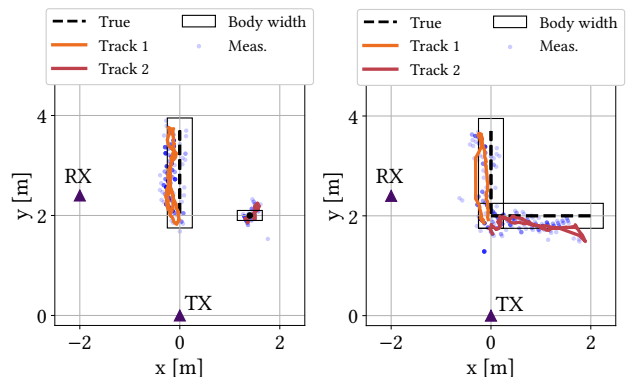 True
Body width
Track 1
Meas.
Track 2
4
2
0
−2
0
2
y [m]
x [m]
RX
TX
True
Body width
Track 1
Meas.
Track 2
4
2
0
−2
0
2
y [m]
x [m]
RX
TX